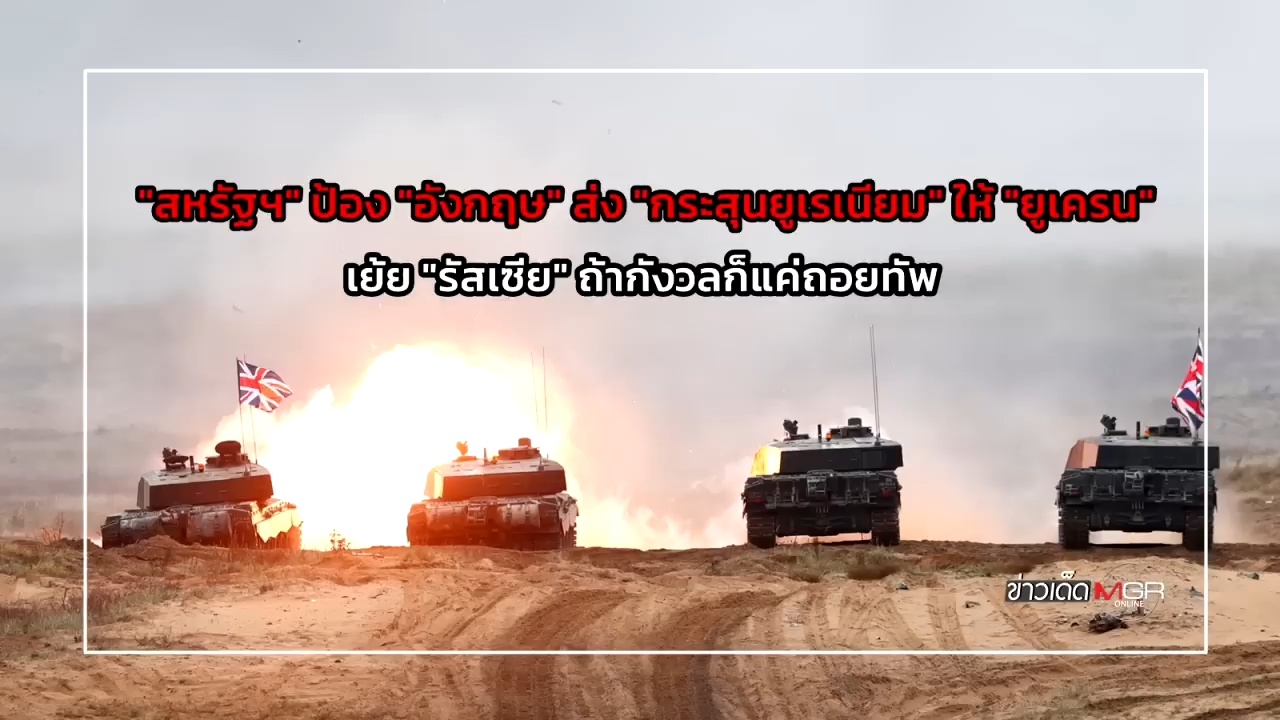 "สหรัฐฯ" ป้อง "อังกฤษ" ส่ง "กระสุนยูเรเนียม" ให้ "ยูเครน"
เย้ย "รัสเซีย" ถ้ากังวลก็แค่ถอยทัพ
ข่าวเด็ด MGR
ONLINE